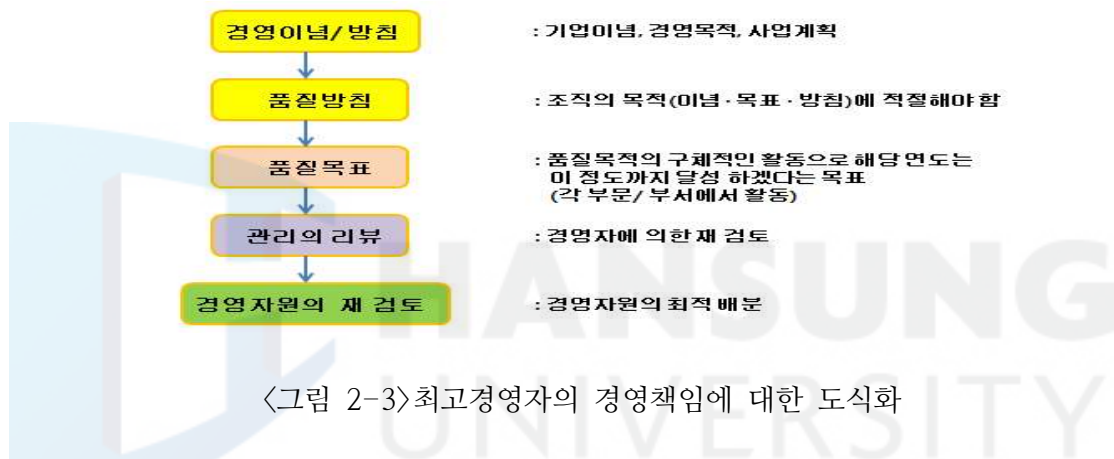 경영이념/방침 : 기업이념, 경영목적, 사업계획
품질방침 : 조직의 목적(이념·목표·방침)에 적절해야 함
품질목표 : 품질목적의 구체적인 활동으로 해당 연도는
이 정도까지 달성 하겠다는 목표
(각 부문/부서에서 활동)
관리의 리뷰 : 경영자에 의한 재 검토
경영자원의 재 검토 : 경영자원의 최적 배분
<그림 2-3>최고경영자의 경영책임에 대한 도식화
HANSUNG
UNIVERSITY